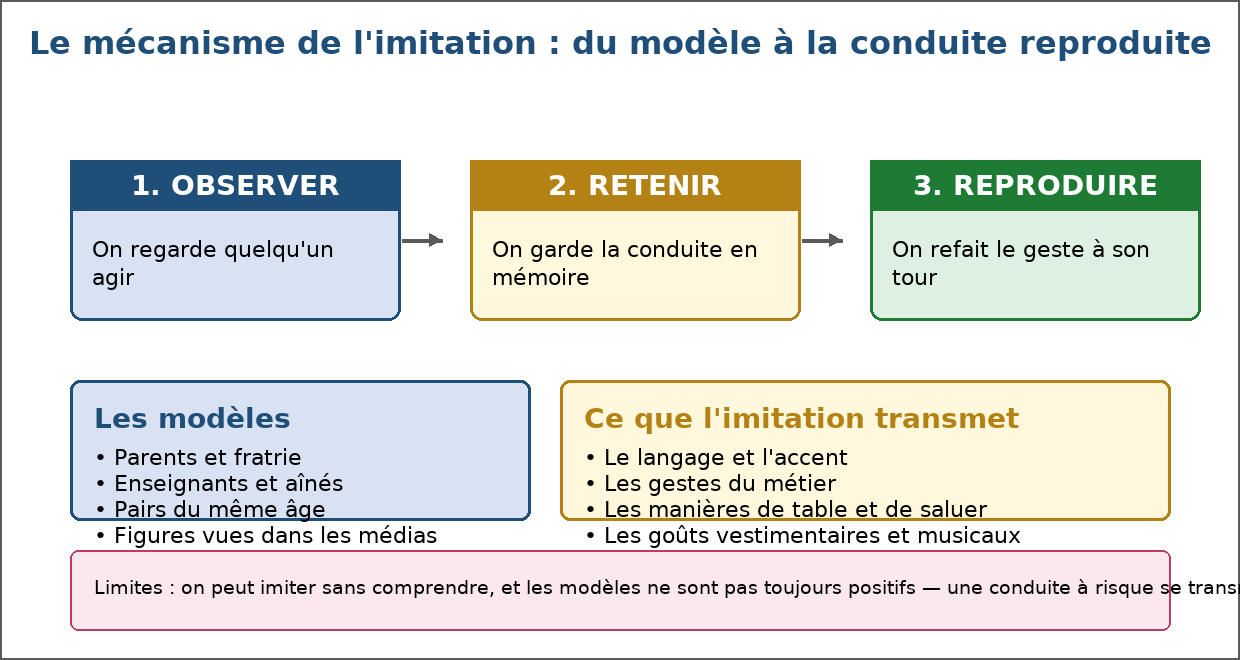 Le mécanisme de l'imitation : du modèle à la conduite reproduite
1. OBSERVER
On regarde quelqu'un
agir
2. RETENIR
On garde la conduite en
mémoire
3. REPRODUIRE
On refait le geste à son
tour
Les modèles
• Parents et fratrie
• Enseignants et aînés
• Pairs du même âge
• Figures vues dans les médias
Ce que l'imitation transmet
• Le langage et l'accent
• Les gestes du métier
• Les manières de table et de saluer
• Les goûts vestimentaires et musicaux
Limites : on peut imiter sans comprendre, et les modèles ne sont pas toujours positifs — une conduite à risque se